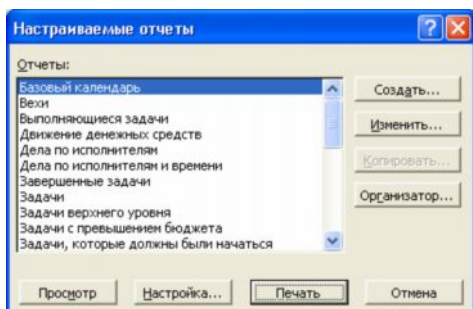 Настраиваемые отчеты
Отчеты:
Базовый календарь
Вехи
Выполняющиеся задачи
Движение денежных средств
Дела по исполнителям
Дела по исполнителям и времени
Завершенные задачи
Задачи
Задачи верхнего уровня
Задачи с превышением бюджета
Задачи, которые должны были начаться
Создать...
Изменить...
Копировать...
Организатор...
Просмотр
Настройка...
Печать
Отмена